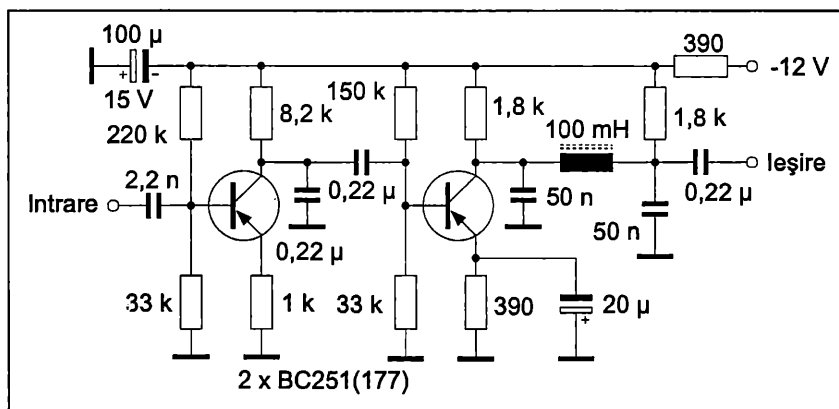 100 µ
+ -
15 V
390
-12 V
220 k
8,2 k
150 k
1,8 k
100 mH
1,8 k
Intrare
2,2 n
0,22 µ
0,22 µ
50 n
50 n
0,22 µ
Ieşire
33 k
1 k
33 k
390
20 µ
+
2 x BC251(177)